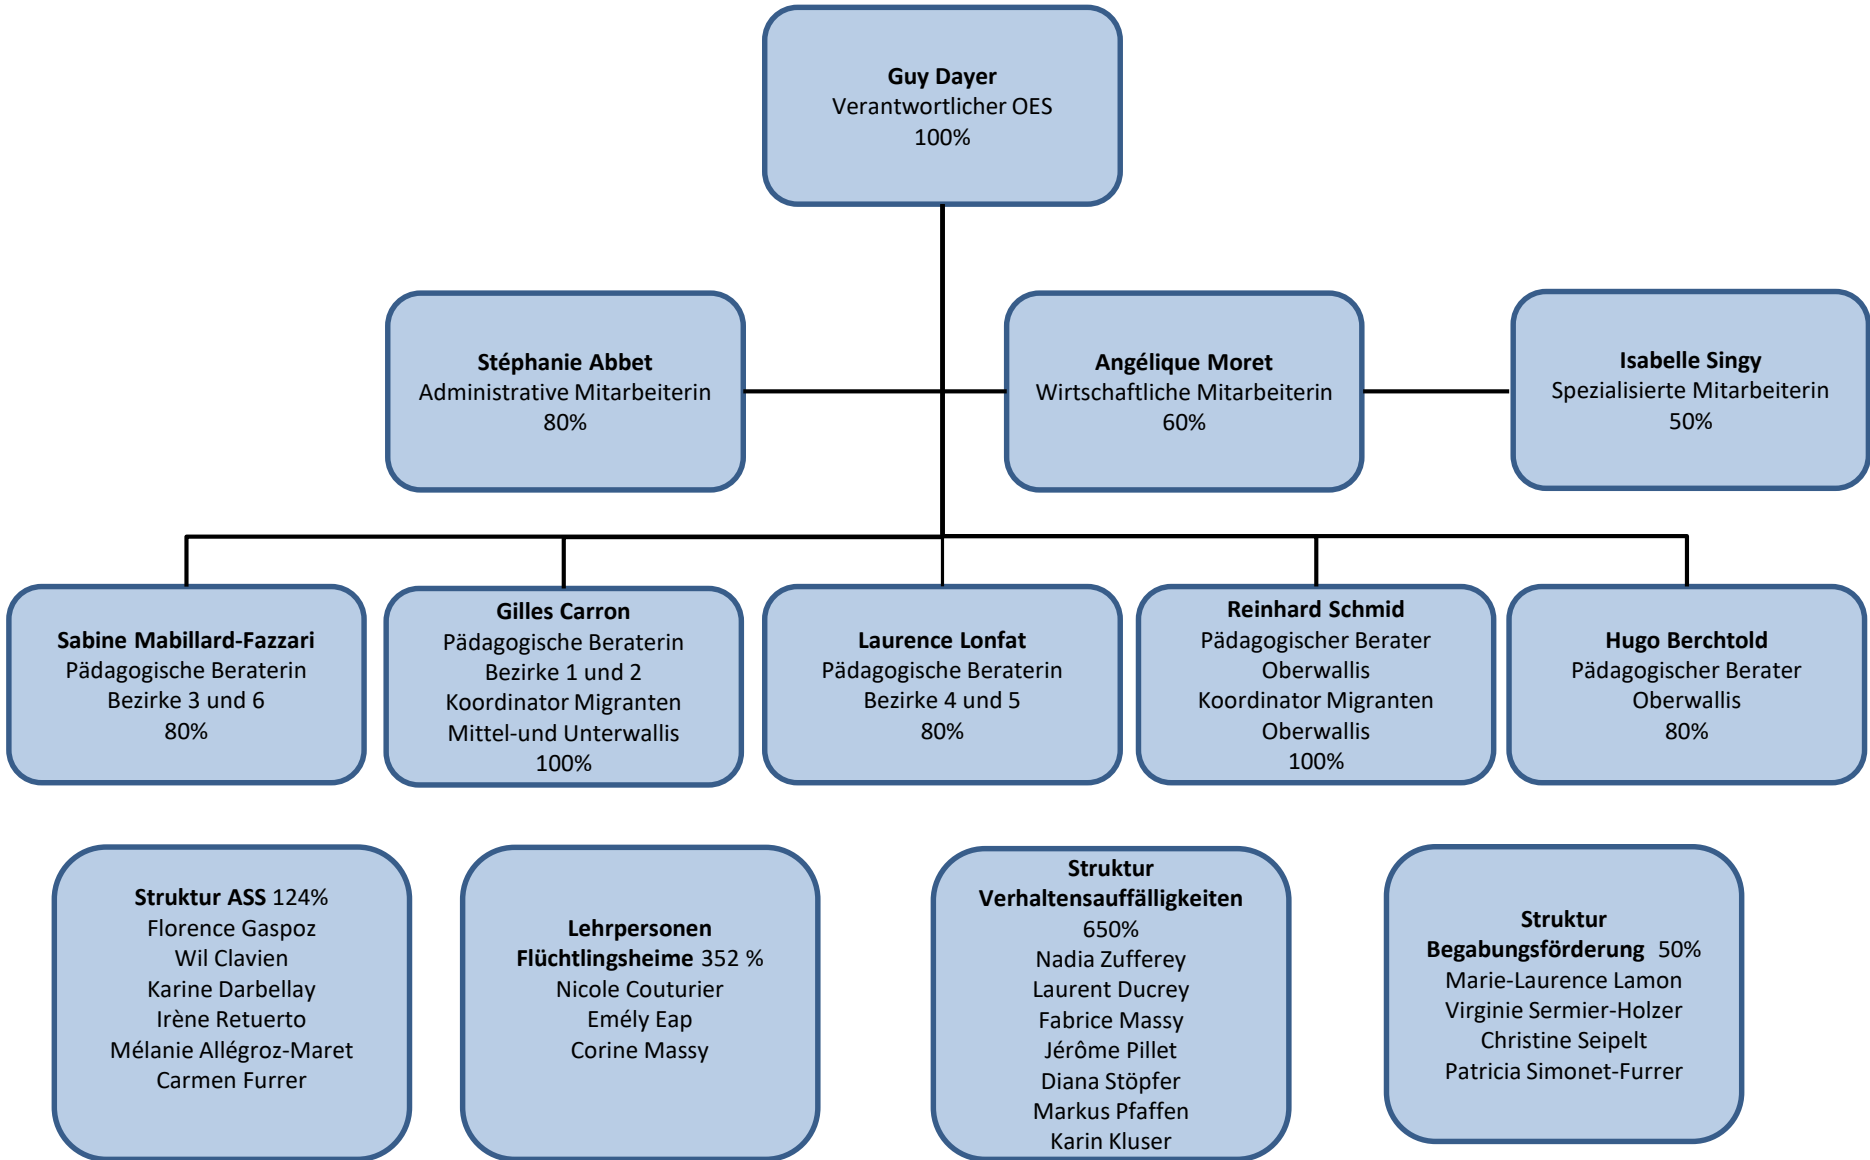 Guy Dayer
Verantwortlicher OES
100%
Stéphanie Abbet
Administrative Mitarbeiterin
80%
Angélique Moret
Wirtschaftliche Mitarbeiterin
60%
Isabelle Singy
Spezialisierte Mitarbeiterin
50%
Sabine Mabillard-Fazzari
Pädagogische Beraterin
Bezirke 3 und 6
80%
Gilles Carron
Pädagogische Beraterin
Bezirke 1 und 2
Koordinator Migranten
Mittel-und Unterwallis
100%
Laurence Lonfat
Pädagogische Beraterin
Bezirke 4 und 5
80%
Reinhard Schmid
Pädagogischer Berater
Oberwallis
Koordinator Migranten
Oberwallis
100%
Hugo Berchtold
Pädagogischer Berater
Oberwallis
80%
Struktur ASS 124%
Florence Gaspoz
Wil Clavien
Karine Darbellay
Irène Retuerto
Mélanie Allégroz-Maret
Carmen Furrer
Lehrpersonen
Flüchtlingsheime 352 %
Nicole Couturier
Emély Eap
Corine Massy
Struktur
Verhaltensauffälligkeiten
650%
Nadia Zufferey
Laurent Ducrey
Fabrice Massy
Jérôme Pillet
Diana Stöpfer
Markus Pfaffen
Karin Kluser
Struktur
Begabungsförderung 50%
Marie-Laurence Lamon
Virginie Sermier-Holzer
Christine Seipelt
Patricia Simonet-Furrer